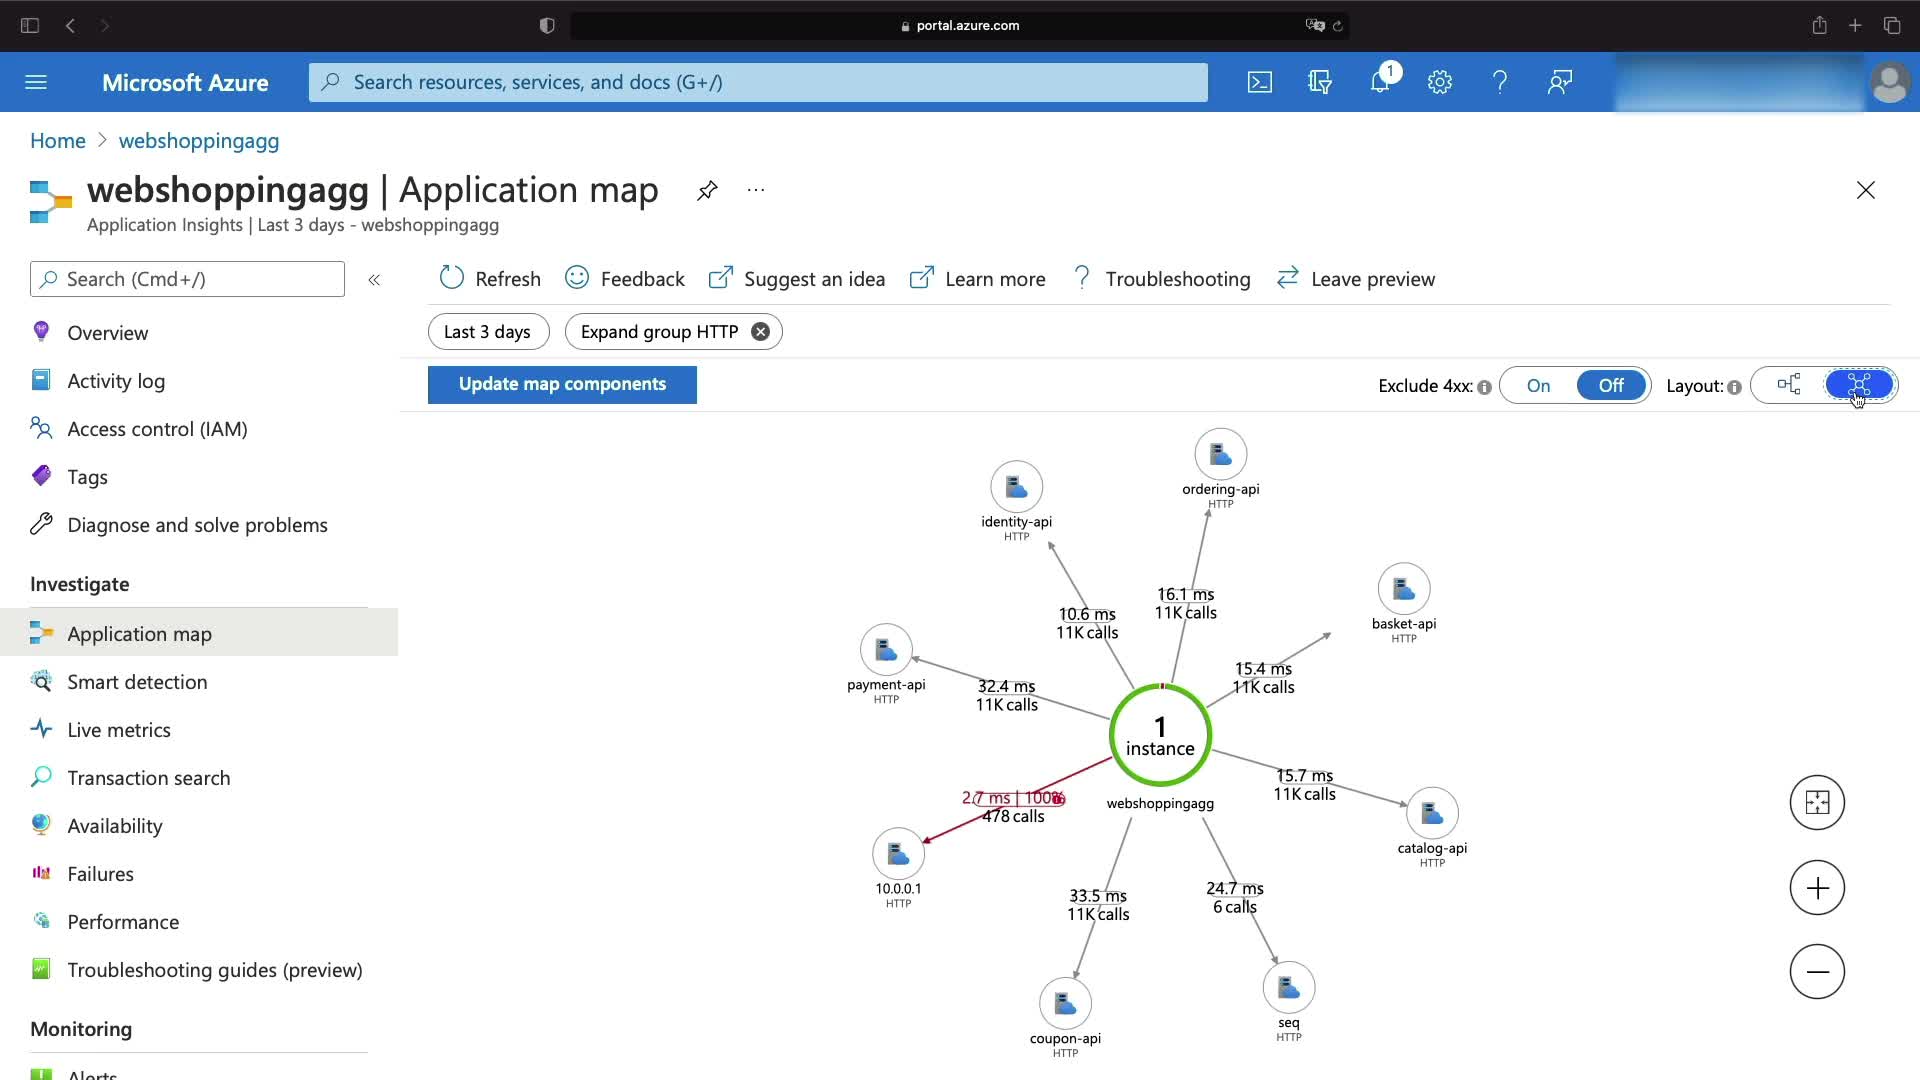 portal.azure.com
Microsoft Azure
Search resources, services, and docs (G+/)
1
Home > webshoppingagg
webshoppingagg | Application map
...
Application Insights | Last 3 days - webshoppingagg
Search (Cmd+/)
«
Overview
Activity log
Access control (IAM)
Tags
Diagnose and solve problems
Investigate
Application map
Smart detection
Live metrics
Transaction search
Availability
Failures
Performance
Troubleshooting guides (preview)
Monitoring
Alerts
Refresh
Feedback
Suggest an idea
Learn more
Troubleshooting
Leave preview
Last 3 days
Expand group HTTP
Update map components
Exclude 4xx:
On
Off
Layout:
ordering-api
HTTP
identity-api
HTTP
16.1 ms
11K calls
basket-api
HTTP
10.6 ms
11K calls
payment-api
HTTP
15.4 ms
11K calls
32.4 ms
11K calls
1
instance
webshoppingagg
15.7 ms
11K calls
2.7 ms | 100%
478 calls
catalog-api
HTTP
10.0.0.1
HTTP
33.5 ms
11K calls
24.7 ms
6 calls
coupon-api
HTTP
seq
HTTP